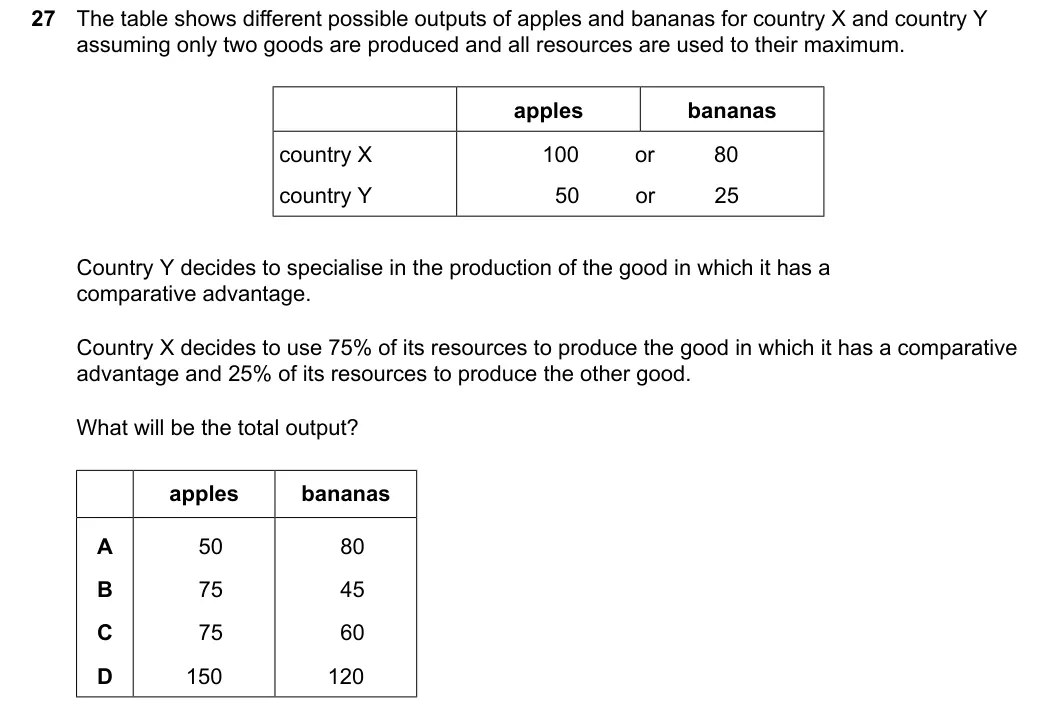 27 The table shows different possible outputs of apples and bananas for country X and country Y
assuming only two goods are produced and all resources are used to their maximum.
apples bananas
country X 100 or 80
country Y 50 or 25
Country Y decides to specialise in the production of the good in which it has a
comparative advantage.
Country X decides to use 75% of its resources to produce the good in which it has a comparative
advantage and 25% of its resources to produce the other good.
What will be the total output?
apples bananas
A 50 80
B 75 45
C 75 60
D 150 120